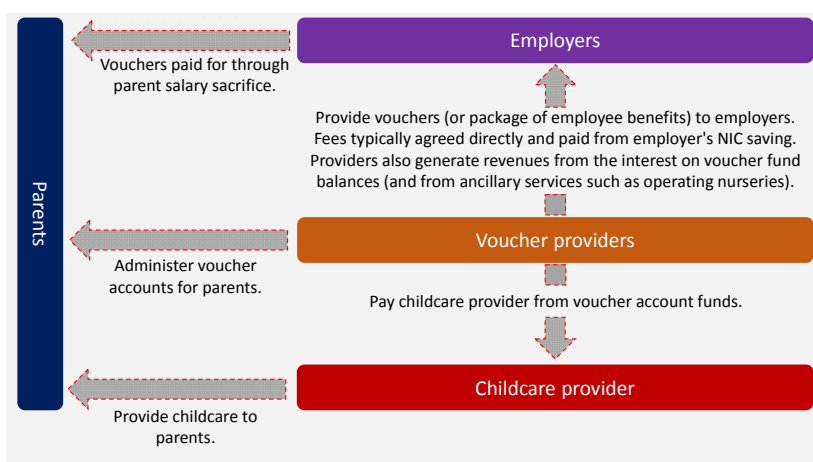 Employers
Vouchers paid for through
parent salary sacrifice.
Provide vouchers (or package of employee benefits) to employers.
Fees typically agreed directly and paid from employer's NIC saving.
Providers also generate revenues from the interest on voucher fund
balances (and from ancillary services such as operating nurseries).
Parents
Voucher providers
Administer voucher
accounts for parents.
Pay childcare provider from voucher account funds.
Childcare provider
Provide childcare to
parents.